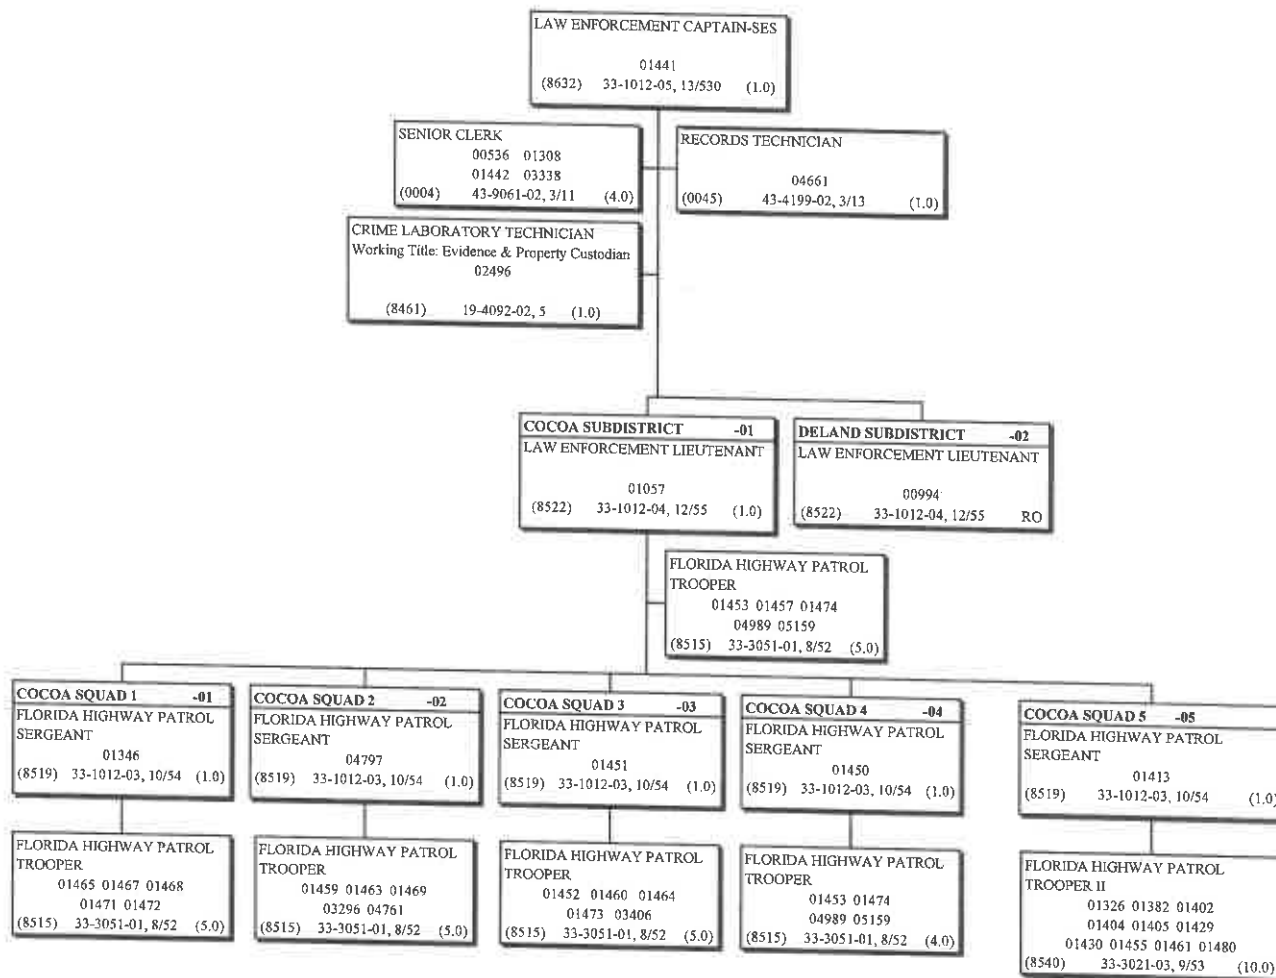 LAW ENFORCEMENT CAPTAIN-SES
01441
(8632) 33-1012-05, 13/530 (1.0)
SENIOR CLERK
00536 01308
01442 03338
(0004) 43-9061-02, 3/11 (4.0)
RECORDS TECHNICIAN
04661
(0045) 43-4199-02, 3/13 (1.0)
CRIME LABORATORY TECHNICIAN
Working Title: Evidence & Property Custodian
02496
(8461) 19-4092-02, 5 (1.0)
COCOA SUBDISTRICT -01
LAW ENFORCEMENT LIEUTENANT
01057
(8522) 33-1012-04, 12/55 (1.0)
DELAND SUBDISTRICT -02
LAW ENFORCEMENT LIEUTENANT
00994
(8522) 33-1012-04, 12/55 RO
FLORIDA HIGHWAY PATROL
TROOPER
01453 01457 01474
04989 05159
(8515) 33-3051-01, 8/52 (5.0)
COCOA SQUAD 1 -01
FLORIDA HIGHWAY PATROL
SERGEANT
01346
(8519) 33-1012-03, 10/54 (1.0)
COCOA SQUAD 2 -02
FLORIDA HIGHWAY PATROL
SERGEANT
04797
(8519) 33-1012-03, 10/54 (1.0)
COCOA SQUAD 3 -03
FLORIDA HIGHWAY PATROL
SERGEANT
01451
(8519) 33-1012-03, 10/54 (1.0)
COCOA SQUAD 4 -04
FLORIDA HIGHWAY PATROL
SERGEANT
01450
(8519) 33-1012-03, 10/54 (1.0)
COCOA SQUAD 5 -05
FLORIDA HIGHWAY PATROL
SERGEANT
01413
(8519) 33-1012-03, 10/54 (1.0)
FLORIDA HIGHWAY PATROL
TROOPER
01465 01467 01468
01471 01472
(8515) 33-3051-01, 8/52 (5.0)
FLORIDA HIGHWAY PATROL
TROOPER
01459 01463 01469
03296 04761
(8515) 33-3051-01, 8/52 (5.0)
FLORIDA HIGHWAY PATROL
TROOPER
01452 01460 01464
01473 03406
(8515) 33-3051-01, 8/52 (5.0)
FLORIDA HIGHWAY PATROL
TROOPER
01453 01474
04989 05159
(8515) 33-3051-01, 8/52 (4.0)
FLORIDA HIGHWAY PATROL
TROOPER II
01326 01382 01402
01404 01405 01429
01430 01455 01461 01480
(8540) 33-3021-03, 9/53 (10.0)